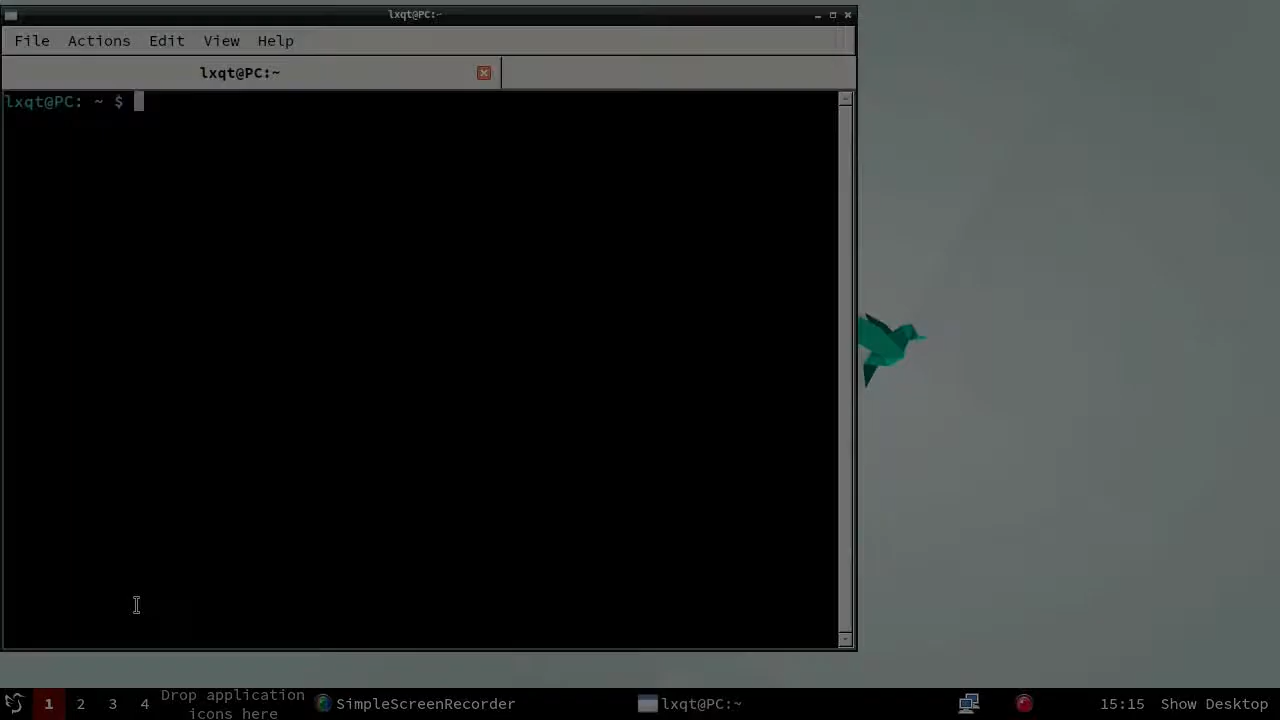 lxqt@PC:~
File Actions Edit View Help
lxqt@PC:~
lxqt@PC: ~ $
1 2 3 4 Drop application icons here SimpleScreenRecorder lxqt@PC:~ 15:15 Show Desktop